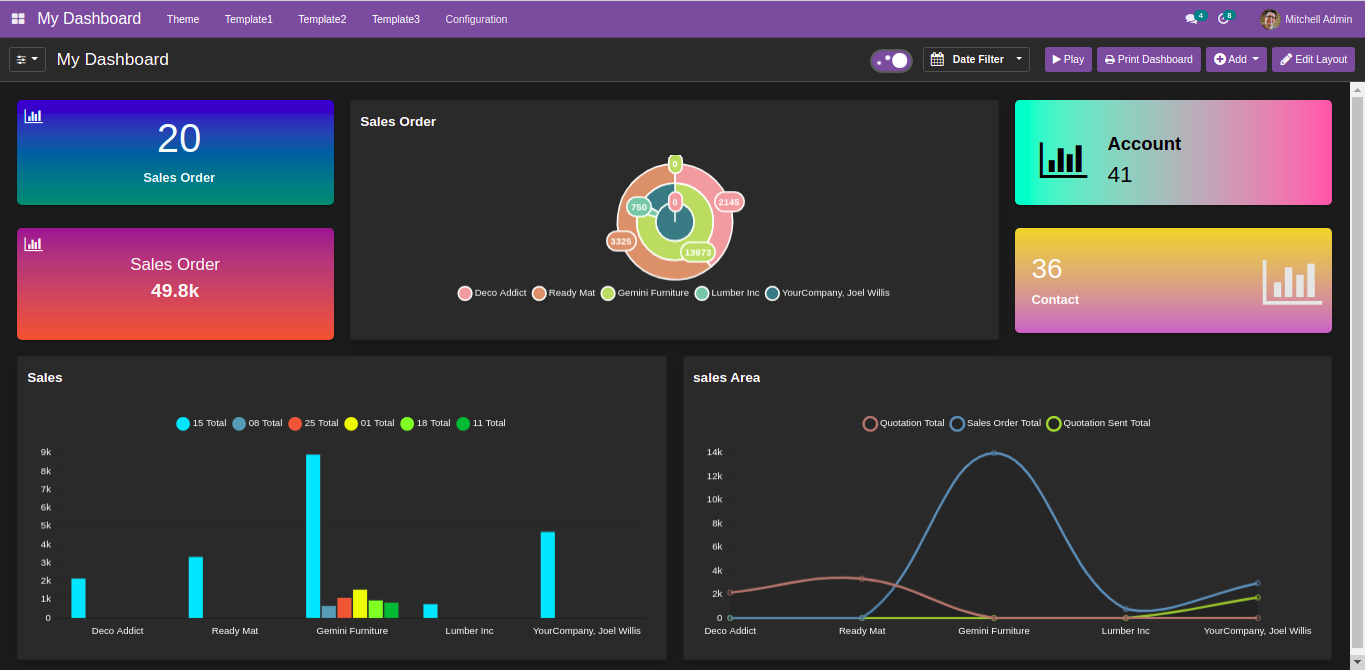 My Dashboard Theme Template1 Template2 Template3 Configuration 4 8 Mitchell Admin
My Dashboard Date Filter Play Print Dashboard Add Edit Layout
20
Sales Order
Sales Order
49.8k
Sales Order
0
0
2145
750
3325
13973
Deco Addict Ready Mat Gemini Furniture Lumber Inc YourCompany, Joel Willis
Account
41
36
Contact
Sales
15 Total 08 Total 25 Total 01 Total 18 Total 11 Total
9k
8k
7k
6k
5k
4k
3k
2k
1k
0
Deco Addict Ready Mat Gemini Furniture Lumber Inc YourCompany, Joel Willis
sales Area
Quotation Total Sales Order Total Quotation Sent Total
14k
12k
10k
8k
6k
4k
2k
0
Deco Addict Ready Mat Gemini Furniture Lumber Inc YourCompany, Joel Willis